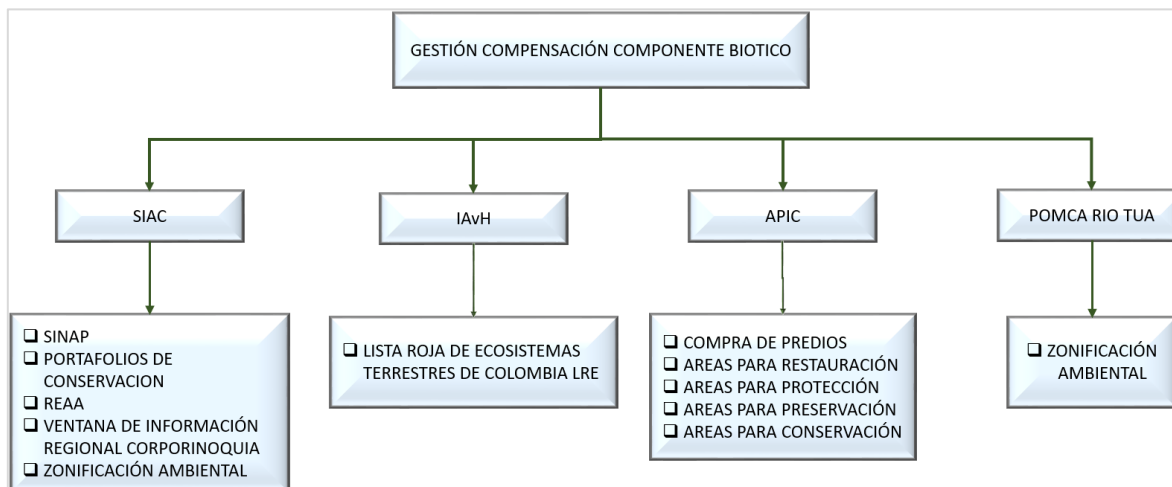 GESTIÓN COMPENSACIÓN COMPONENTE BIOTICO
SIAC
IAvH
APIC
POMCA RIO TUA
❑ SINAP
❑ PORTAFOLIOS DE
CONSERVACION
❑ REAA
❑ VENTANA DE INFORMACIÓN
REGIONAL CORPORINOQUIA
❑ ZONIFICACIÓN AMBIENTAL
❑ LISTA ROJA DE ECOSISTEMAS
TERRESTRES DE COLOMBIA LRE
❑ COMPRA DE PREDIOS
❑ AREAS PARA RESTAURACIÓN
❑ AREAS PARA PROTECCIÓN
❑ AREAS PARA PRESERVACIÓN
❑ AREAS PARA CONSERVACIÓN
❑ ZONIFICACIÓN
AMBIENTAL